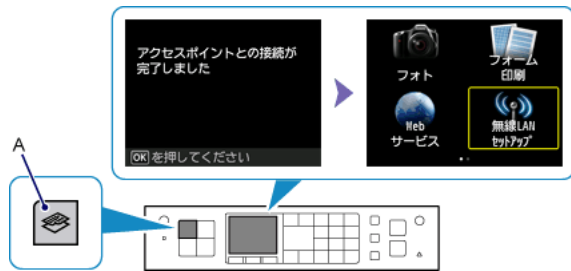 アクセスポイントとの接続が
完了しました
OK を押してください
フォト
フォーム
印刷
Web
サービス
無線LAN
セットアップ
A